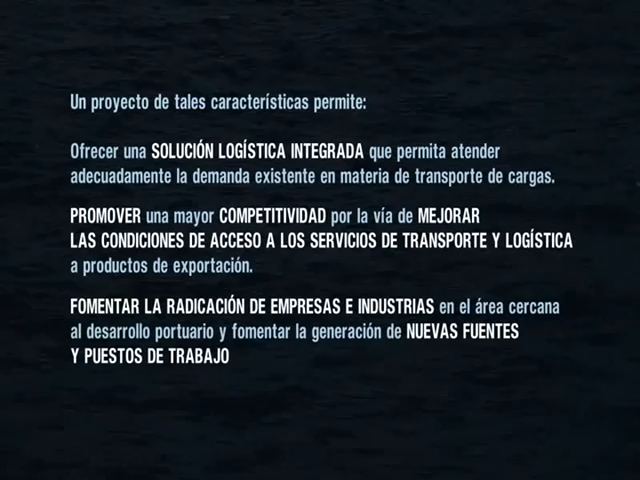 Un proyecto de tales características permite:
Ofrecer una SOLUCIÓN LOGÍSTICA INTEGRADA que permita atender
adecuadamente la demanda existente en materia de transporte de cargas.
PROMOVER una mayor COMPETITIVIDAD por la vía de MEJORAR
LAS CONDICIONES DE ACCESO A LOS SERVICIOS DE TRANSPORTE Y LOGÍSTICA
a productos de exportación.
FOMENTAR LA RADICACIÓN DE EMPRESAS E INDUSTRIAS en el área cercana
al desarrollo portuario y fomentar la generación de NUEVAS FUENTES
Y PUESTOS DE TRABAJO